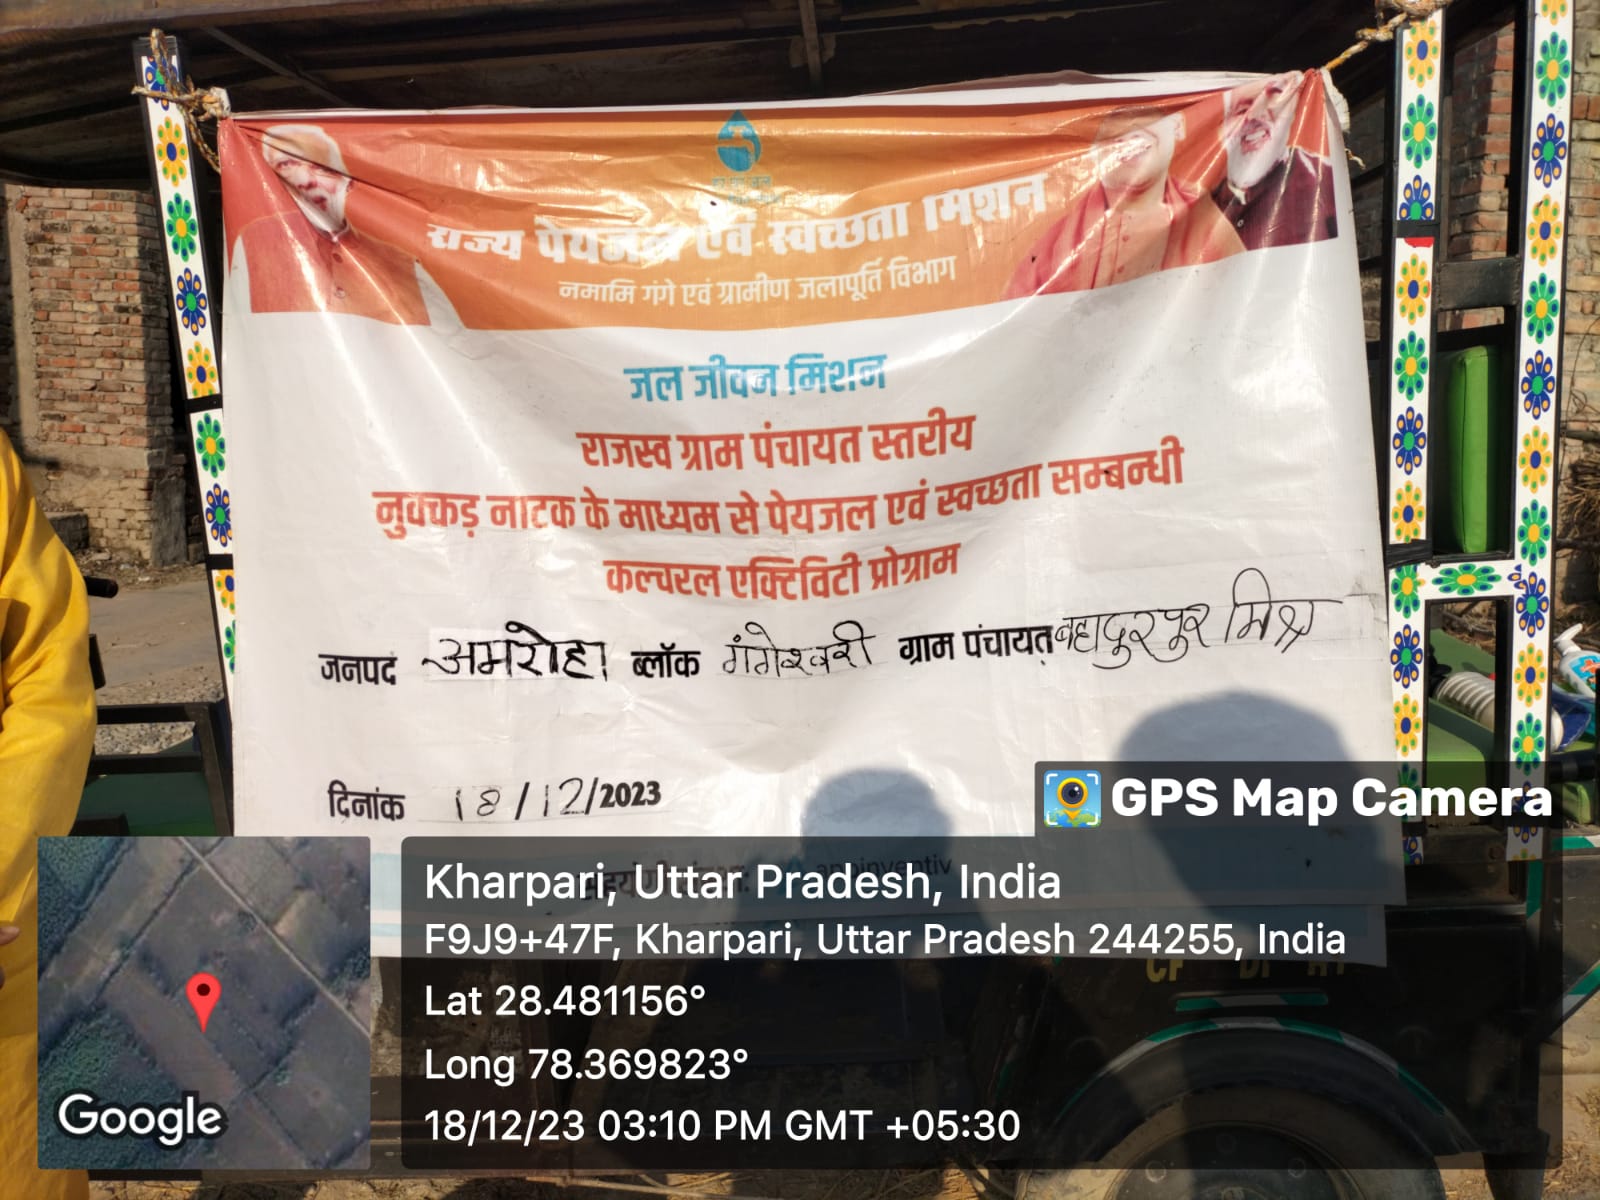 राज्य पेयजल एवं स्वच्छता मिशन
नमामि गंगे एवं ग्रामीण जलापूर्ति विभाग
जल जीवन मिशन
राजस्व ग्राम पंचायत स्तरीय
नुक्कड़ नाटक के माध्यम से पेयजल एवं स्वच्छता सम्बन्धी
कल्चरल एक्टिविटी प्रोग्राम
जनपद अमरोहा ब्लॉक गंगेश्वरी ग्राम पंचायत बहादुरपुर मिश्र
दिनांक 18/12/2023
GPS Map Camera
appinventiv
Kharpari, Uttar Pradesh, India
F9J9+47F, Kharpari, Uttar Pradesh 244255, India
Lat 28.481156°
Long 78.369823°
18/12/23 03:10 PM GMT +05:30
Google